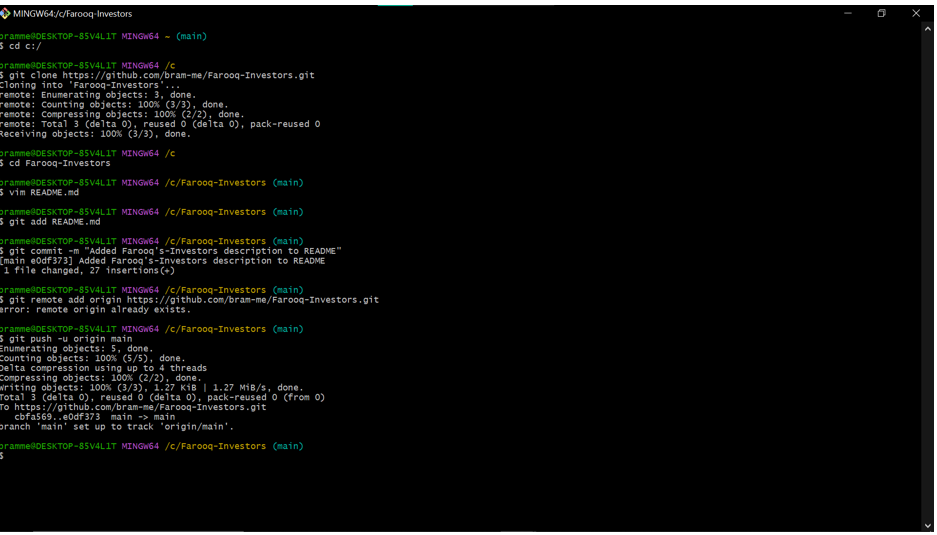 MINGW64:/c/Farooq-Investors
bramme@DESKTOP-85V4L1T MINGW64 ~ (main)
$ cd c:/
bramme@DESKTOP-85V4L1T MINGW64 /c
$ git clone https://github.com/bram-me/Farooq-Investors.git
Cloning into 'Farooq-Investors'...
remote: Enumerating objects: 3, done.
remote: Counting objects: 100% (3/3), done.
remote: Compressing objects: 100% (2/2), done.
remote: Total 3 (delta 0), reused 0 (delta 0), pack-reused 0
Receiving objects: 100% (3/3), done.
bramme@DESKTOP-85V4L1T MINGW64 /c
$ cd Farooq-Investors
bramme@DESKTOP-85V4L1T MINGW64 /c/Farooq-Investors (main)
$ vim README.md
bramme@DESKTOP-85V4L1T MINGW64 /c/Farooq-Investors (main)
$ git add README.md
bramme@DESKTOP-85V4L1T MINGW64 /c/Farooq-Investors (main)
$ git commit -m "Added Farooq's-Investors description to README"
[main e0df373] Added Farooq's-Investors description to README
1 file changed, 27 insertions(+)
bramme@DESKTOP-85V4L1T MINGW64 /c/Farooq-Investors (main)
$ git remote add origin https://github.com/bram-me/Farooq-Investors.git
error: remote origin already exists.
bramme@DESKTOP-85V4L1T MINGW64 /c/Farooq-Investors (main)
$ git push -u origin main
Enumerating objects: 5, done.
Counting objects: 100% (5/5), done.
Delta compression using up to 4 threads
Compressing objects: 100% (2/2), done.
Writing objects: 100% (3/3), 1.27 KiB | 1.27 MiB/s, done.
Total 3 (delta 0), reused 0 (delta 0), pack-reused 0 (from 0)
To https://github.com/bram-me/Farooq-Investors.git
cbfa569..e0df373  main -> main
branch 'main' set up to track 'origin/main'.
bramme@DESKTOP-85V4L1T MINGW64 /c/Farooq-Investors (main)
$